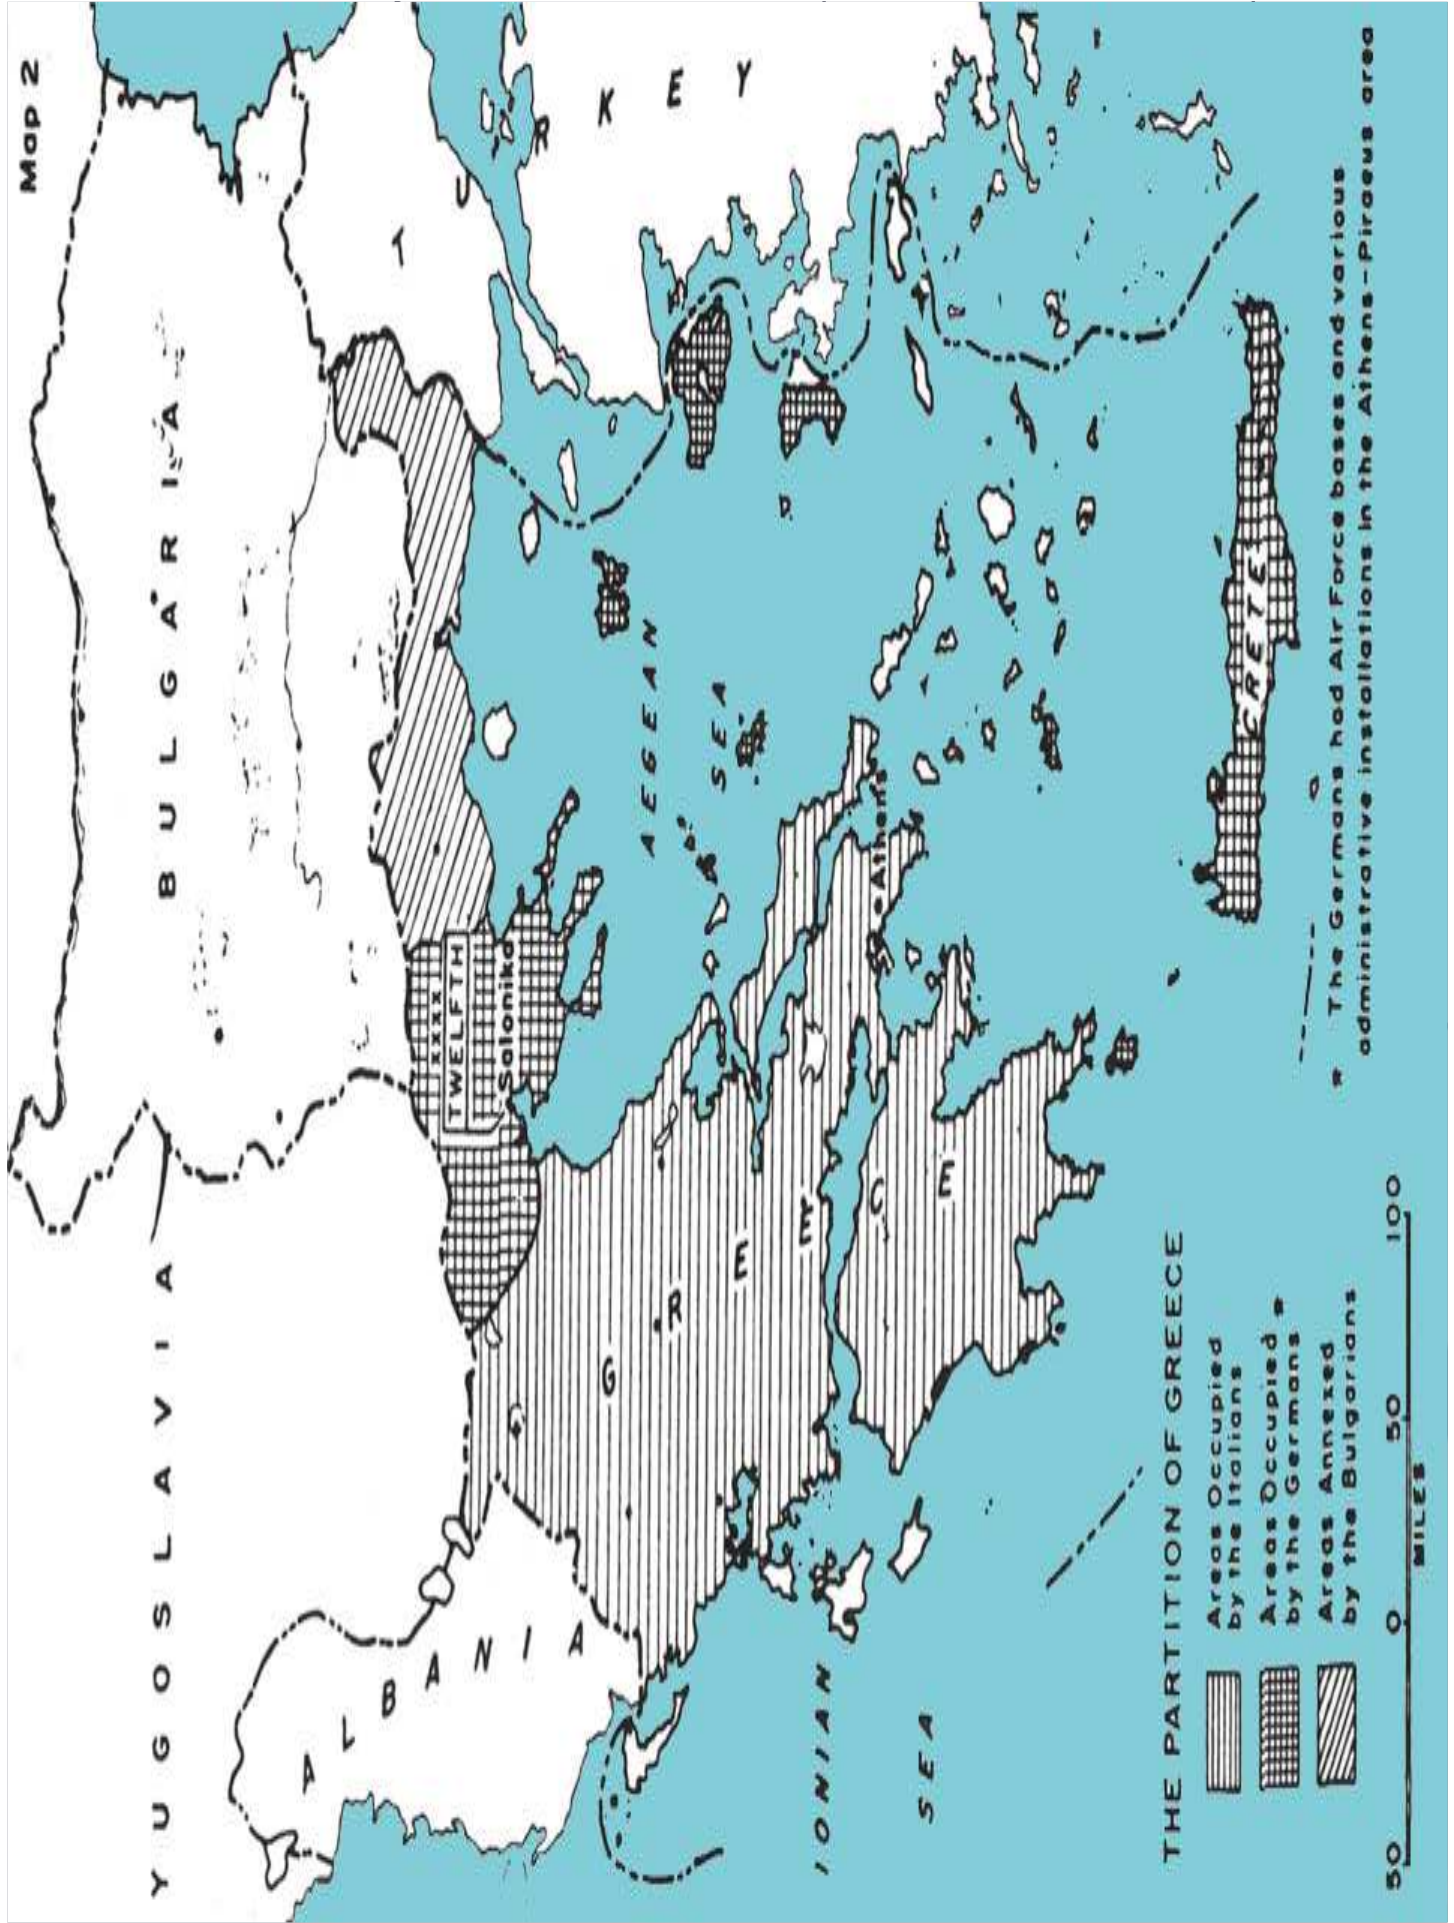 Map 2
YUGOSLAVIA
BULGARIA
ALBANIA
TURKEY
XXXX
TWELFTH
Salonika
GREECE
AEGEAN
SEA
Athens
IONIAN
SEA
CRETE
THE PARTITION OF GREECE
Areas Occupied
by the Italians
Areas Occupied
by the Germans *
Areas Annexed
by the Bulgarians
50 0 50 100
MILES
* The Germans had Air Force bases and various
administrative installations in the Athens-Piraeus area